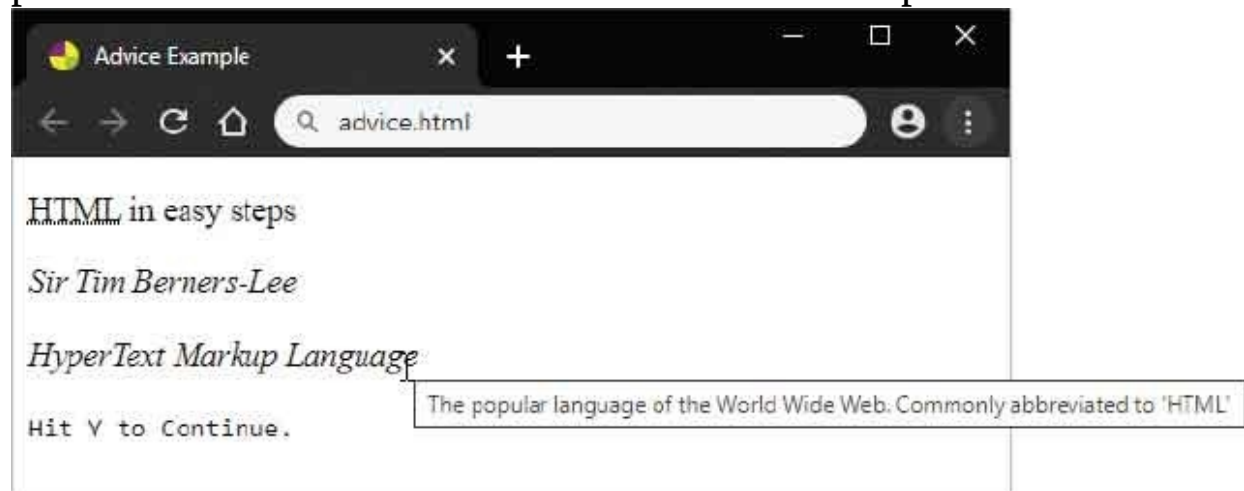 Advice Example
advice.html
HTML in easy steps
Sir Tim Berners-Lee
HyperText Markup Language
The popular language of the World Wide Web. Commonly abbreviated to 'HTML'
Hit Y to Continue.